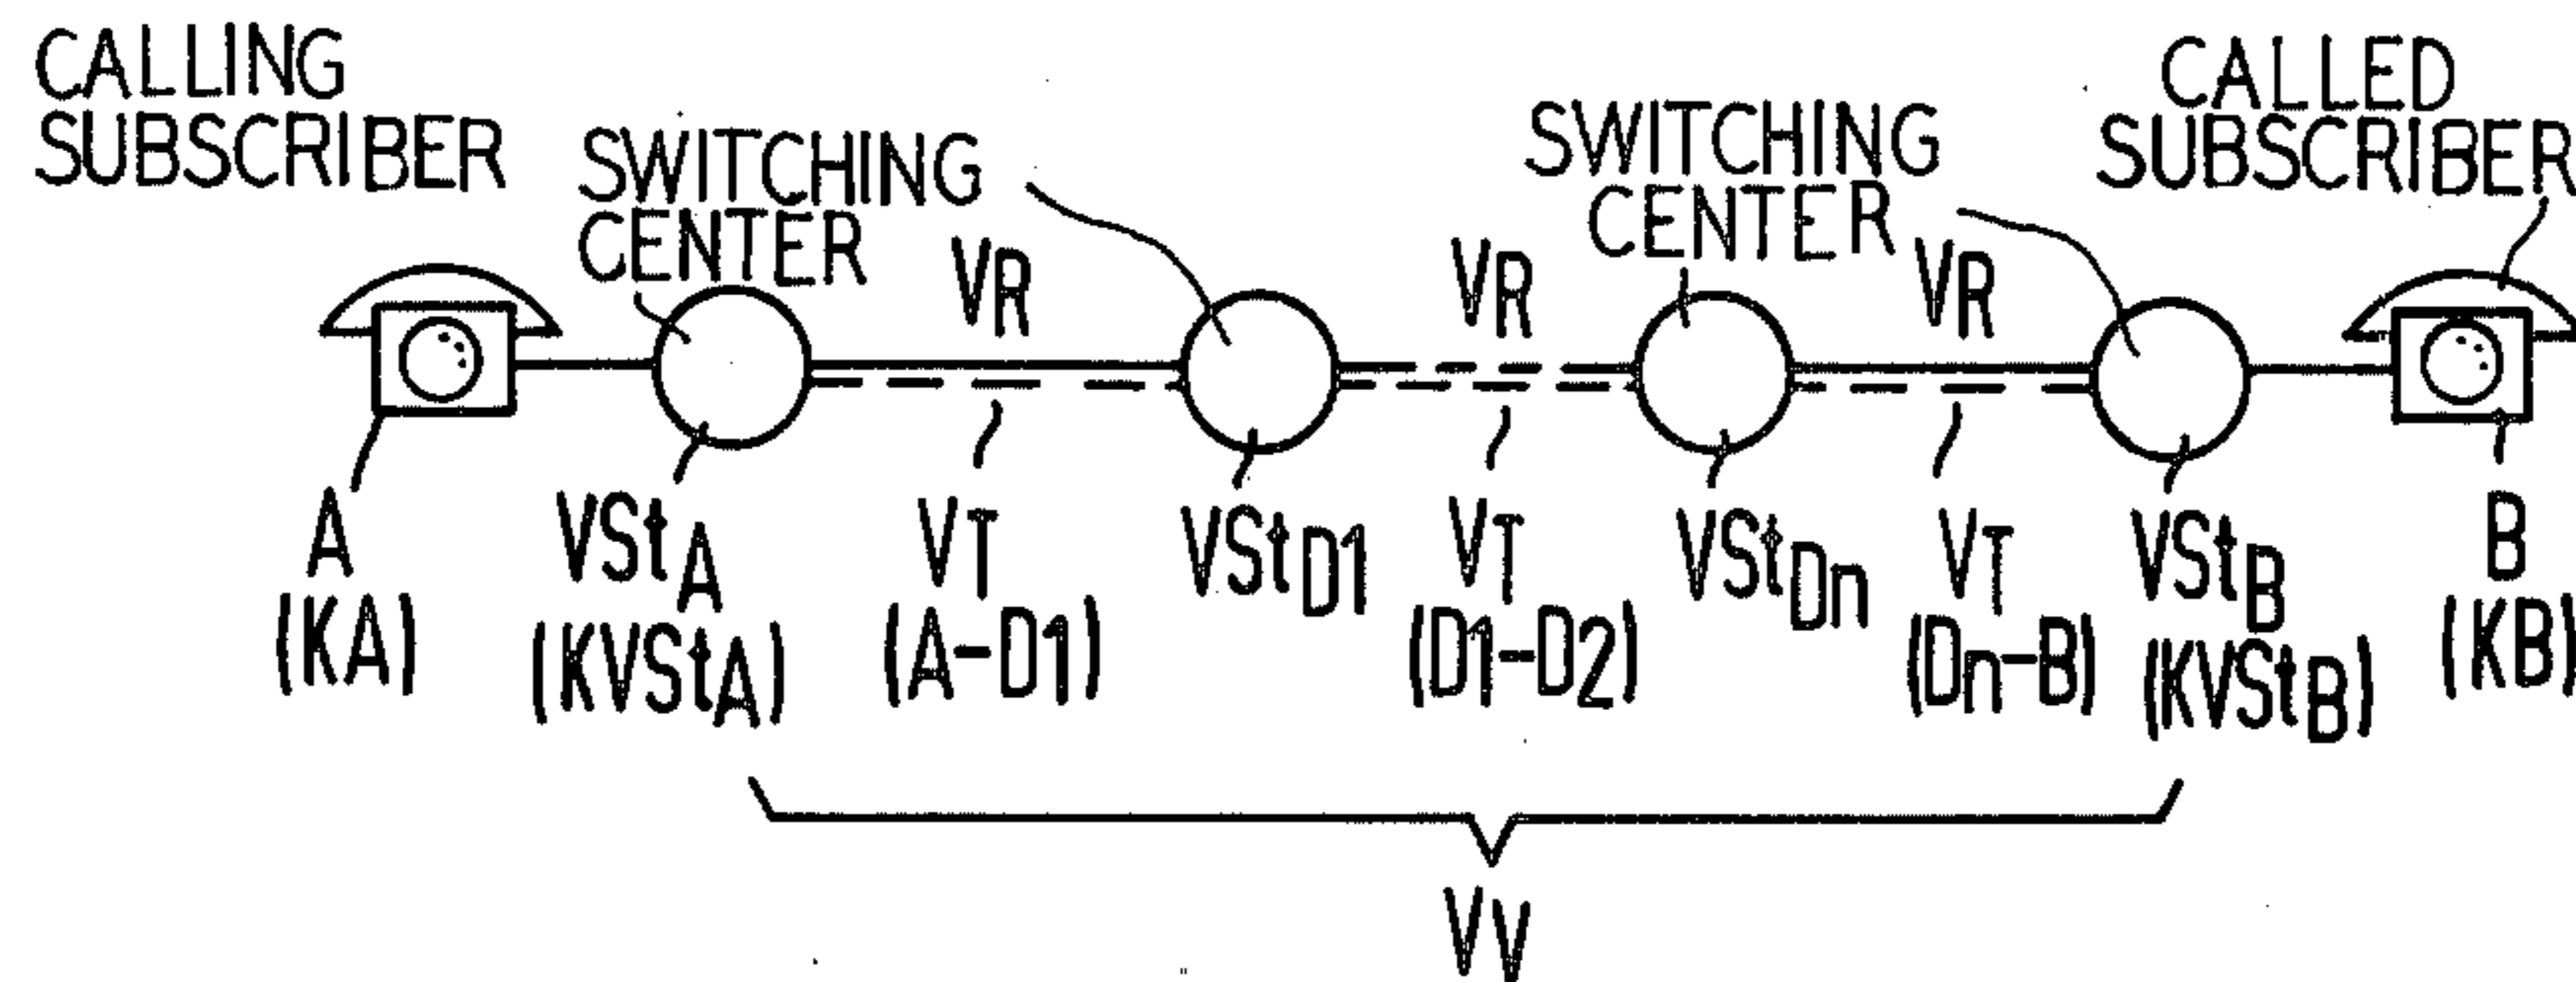 CALLING
SUBSCRIBER
SWITCHING
CENTER
SWITCHING
CENTER
CALLED
SUBSCRIBER
VR
VR
VR
A
(KA)
VStA
(KVStA)
VT
(A-D1)
VStD1
VT
(D1-D2)
VStDn
VT
(Dn-B)
VStB
(KVStB)
B
(KB)
VV